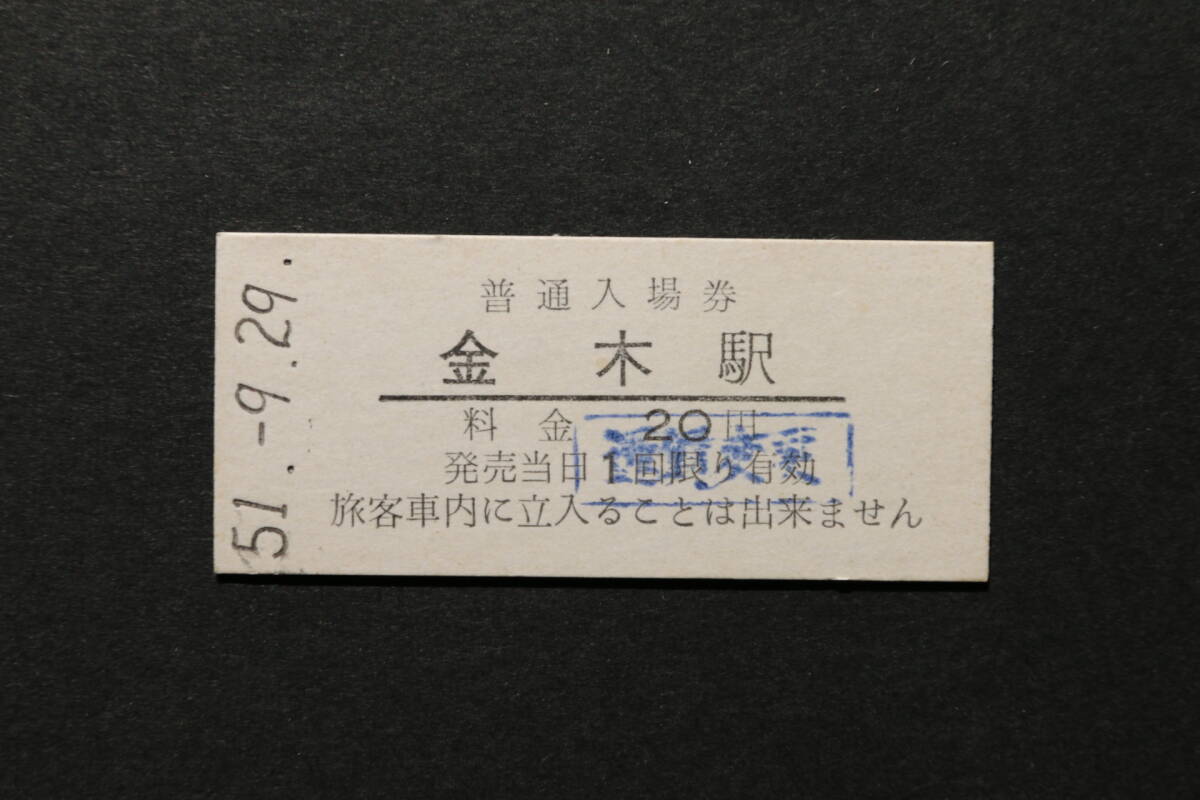 51.-9.29.
普通入場券
金木駅
料金 20円
発売当日1回限り有効
旅客車内に立入ることは出来ません